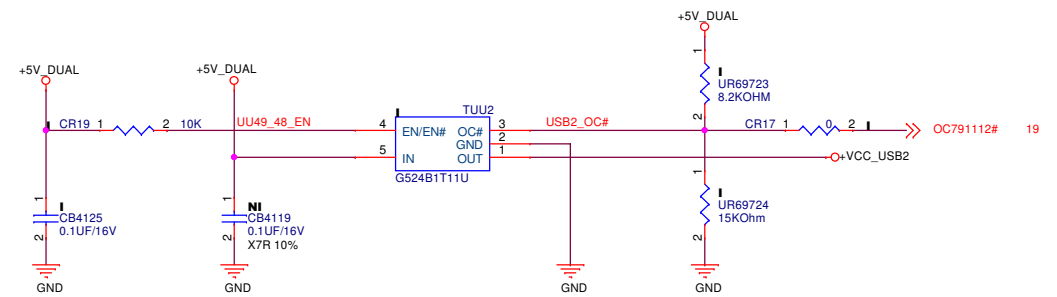 +5V_DUAL
+5V_DUAL
+5V_DUAL
1
I
UR69723
8.2KOHM
2
I
CR19 1
2 10K
UU49_48_EN
I
TUU2
4
EN/EN#
OC#
3
USB2_OC#
CR17 1
0
2
I
OC791112#
19
GND
2
5
IN
OUT
1
+VCC_USB2
G524B1T11U
1
I
CB4125
0.1UF/16V
2
GND
1
NI
CB4119
0.1UF/16V
X7R 10%
2
GND
GND
1
I
UR69724
15KOhm
2
GND